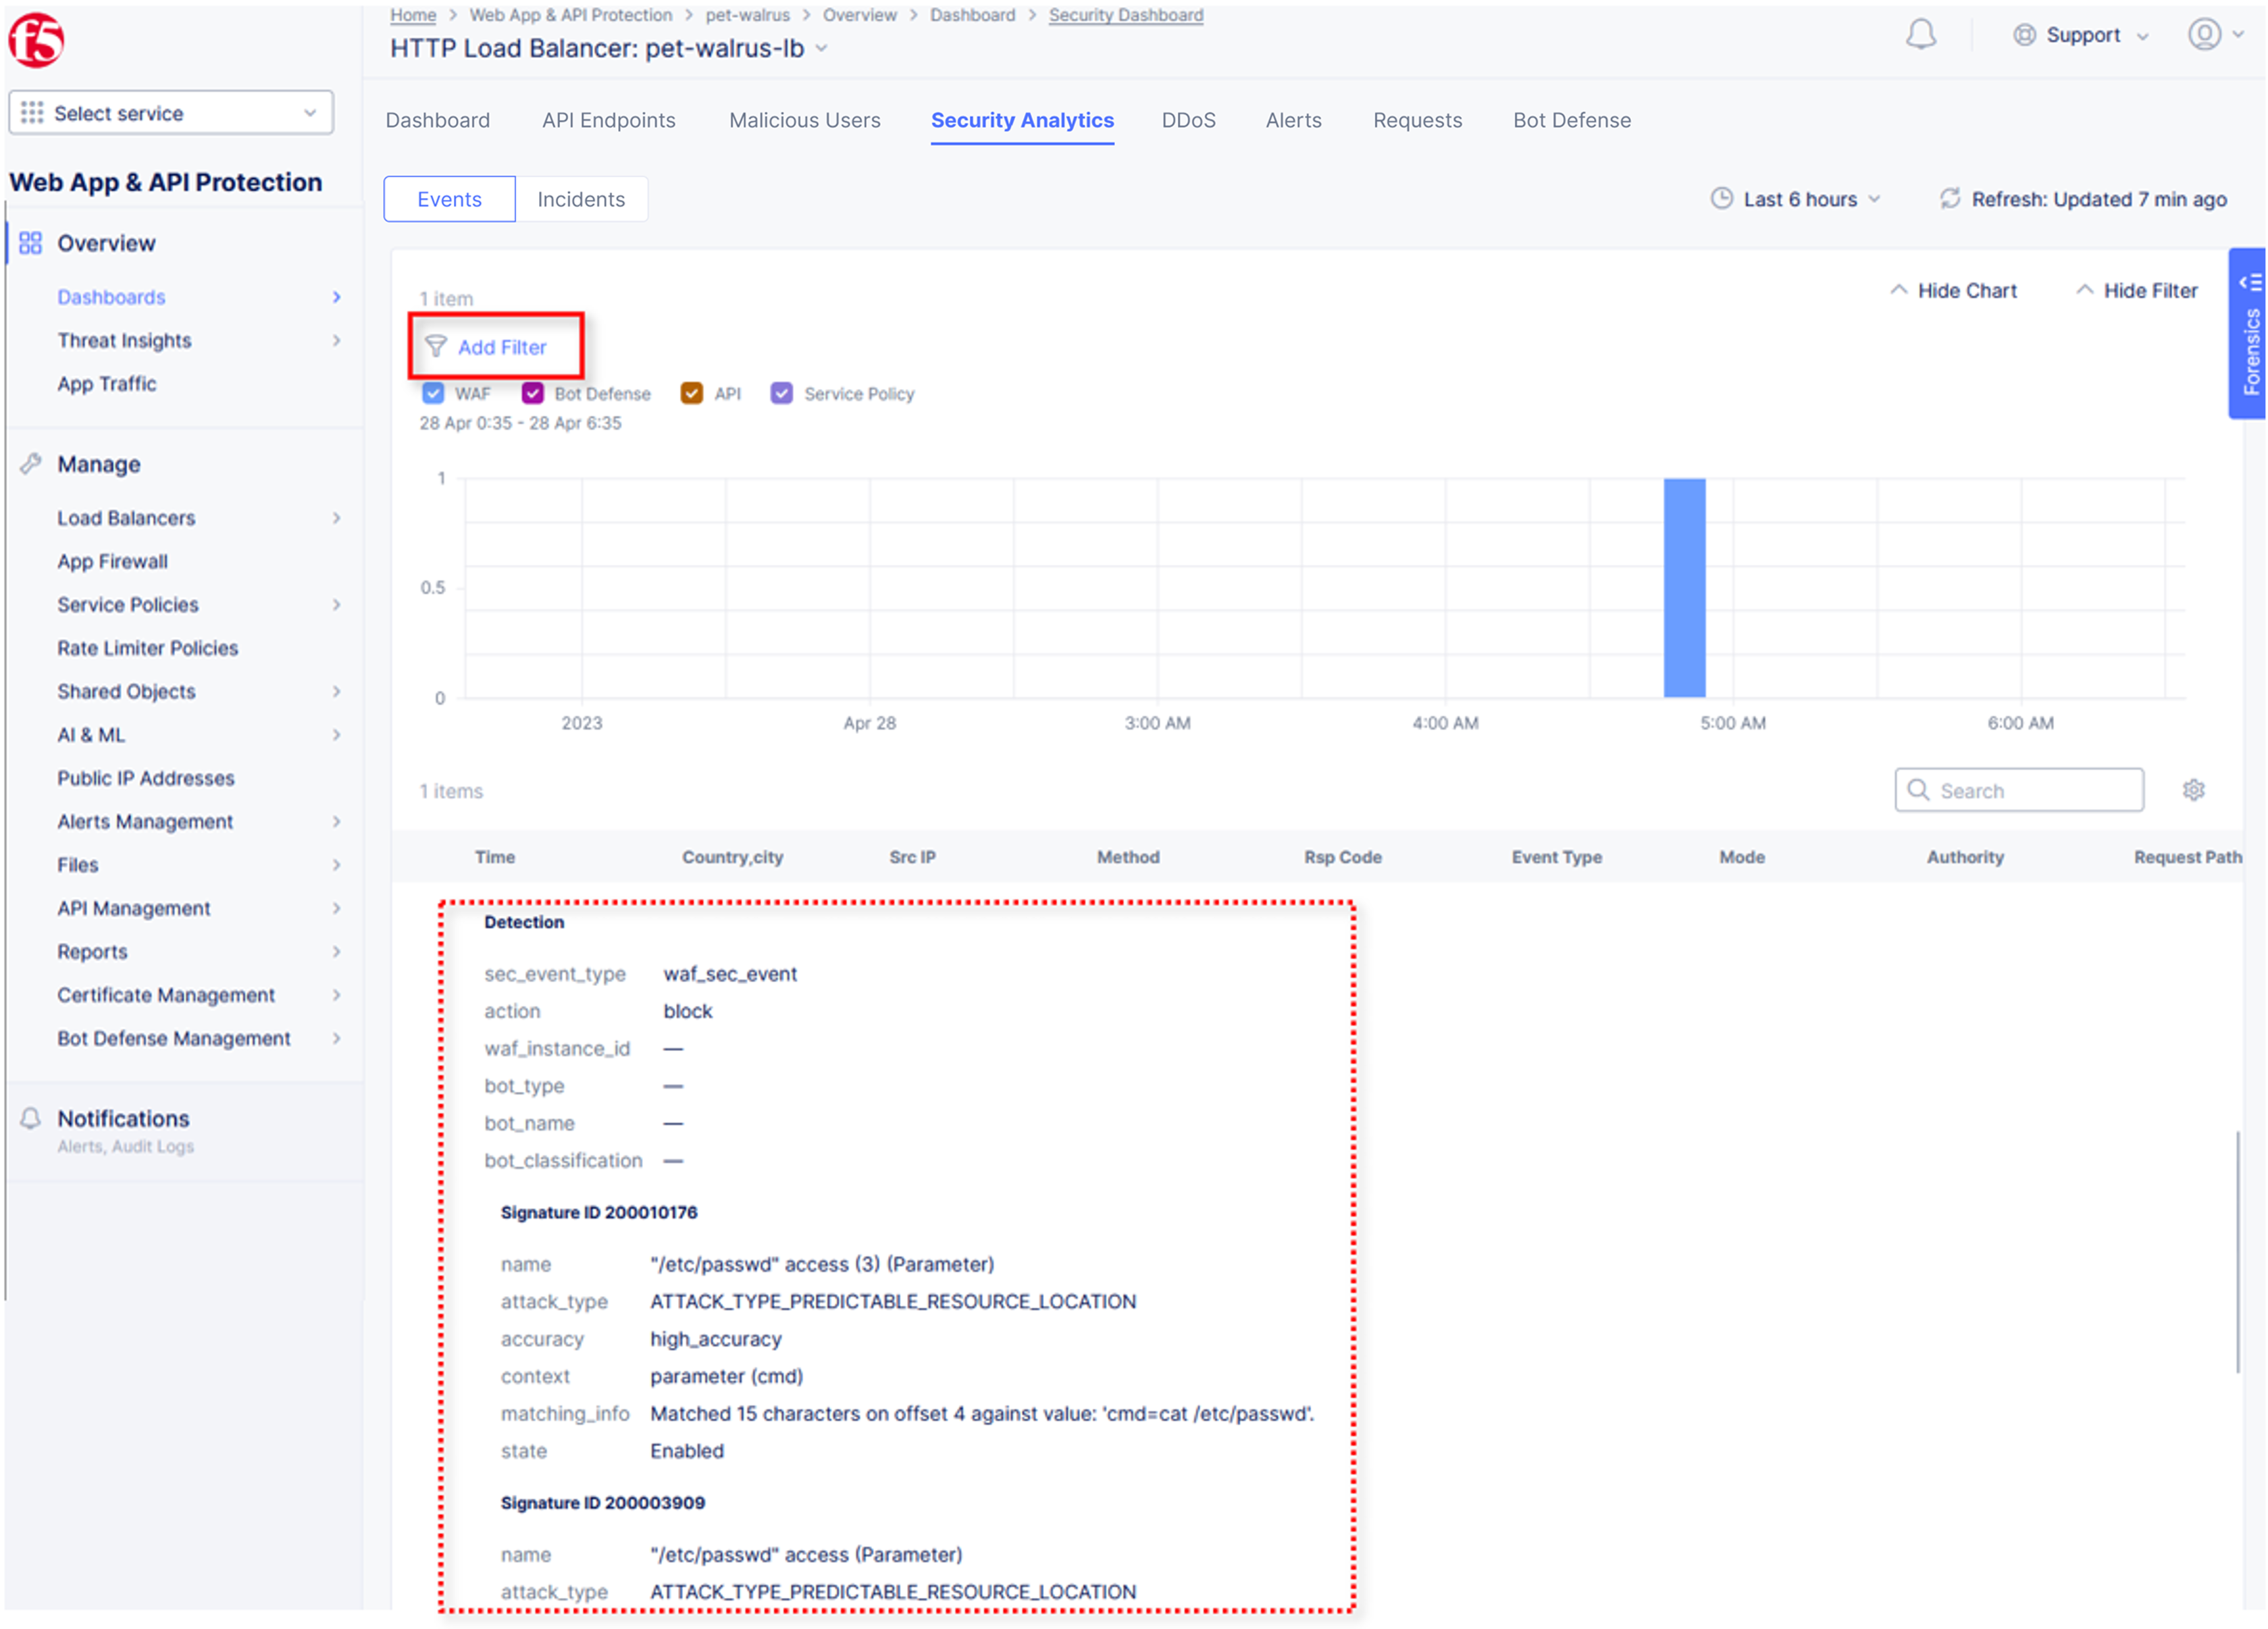 f5
Home > Web App & API Protection > pet-walrus > Overview > Dashboard > Security Dashboard
HTTP Load Balancer: pet-walrus-lb
Support
Select service
Web App & API Protection
Overview
Dashboards
Threat Insights
App Traffic
Manage
Load Balancers
App Firewall
Service Policies
Rate Limiter Policies
Shared Objects
AI & ML
Public IP Addresses
Alerts Management
Files
API Management
Reports
Certificate Management
Bot Defense Management
Notifications
Alerts, Audit Logs
Dashboard API Endpoints Malicious Users Security Analytics DDoS Alerts Requests Bot Defense
Events Incidents
Last 6 hours Refresh: Updated 7 min ago
1 item
Hide Chart Hide Filter
Forensics
Add Filter
WAF Bot Defense API Service Policy
28 Apr 0:35 - 28 Apr 6:35
1
0.5
0
2023 Apr 28 3:00 AM 4:00 AM 5:00 AM 6:00 AM
1 items
Search
Time Country,city Src IP Method Rsp Code Event Type Mode Authority Request Path
Detection
sec_event_type waf_sec_event
action block
waf_instance_id —
bot_type —
bot_name —
bot_classification —
Signature ID 200010176
name "/etc/passwd" access (3) (Parameter)
attack_type ATTACK_TYPE_PREDICTABLE_RESOURCE_LOCATION
accuracy high_accuracy
context parameter (cmd)
matching_info Matched 15 characters on offset 4 against value: 'cmd=cat /etc/passwd'.
state Enabled
Signature ID 200003909
name "/etc/passwd" access (Parameter)
attack_type ATTACK_TYPE_PREDICTABLE_RESOURCE_LOCATION